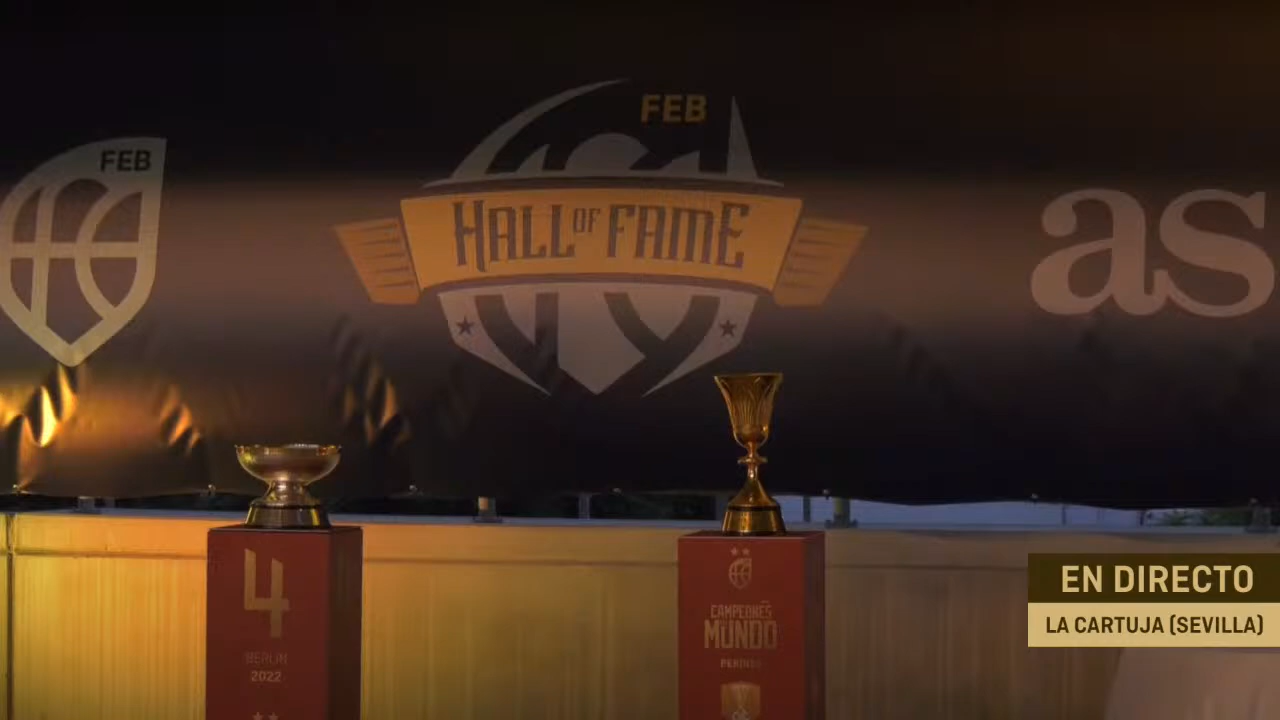 FEB
FEB
HALL OF FAME
as
4
BERLIN
2022
CAMPEONES
MUNDO
EN DIRECTO
LA CARTUJA (SEVILLA)